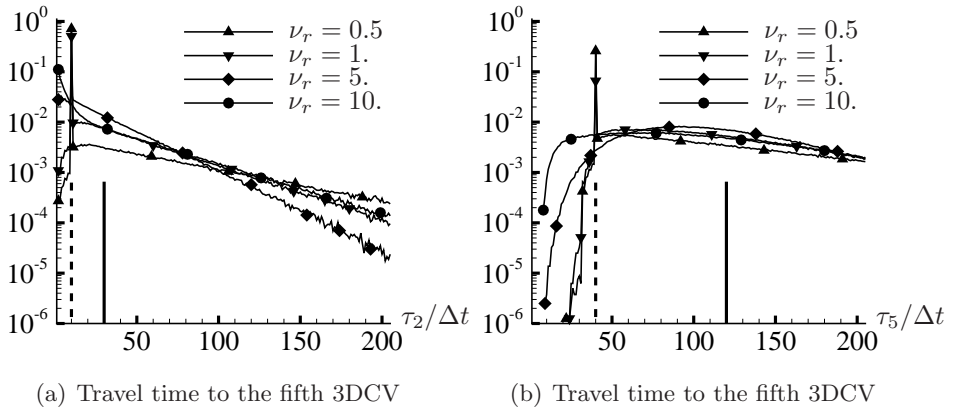 (a)
10^0
10^-1
10^-2
10^-3
10^-4
10^-5
10^-6
ν_r = 0.5
ν_r = 1.
ν_r = 5.
ν_r = 10.
50 100 150 200
τ_2/Δt
(a) Travel time to the fifth 3DCV
(b)
10^0
10^-1
10^-2
10^-3
10^-4
10^-5
10^-6
ν_r = 0.5
ν_r = 1.
ν_r = 5.
ν_r = 10.
50 100 150 200
τ_5/Δt
(b) Travel time to the fifth 3DCV